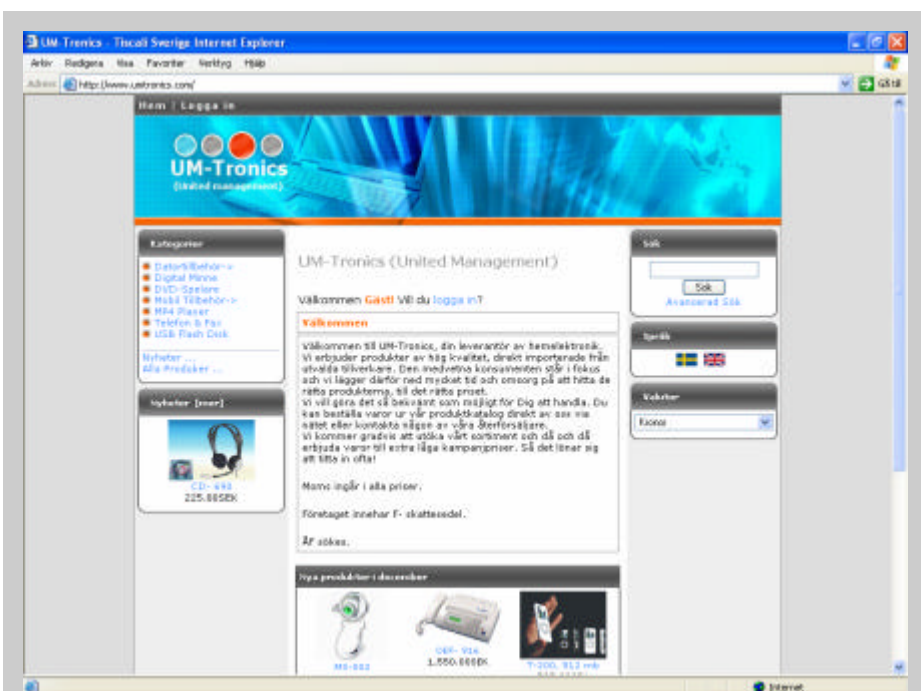 UM-Tronics - Tiscali Sverige Internet Explorer
Arkiv Redigera Visa Favoriter Verktyg Hjälp
Adress http://www.umtronics.com/ Gå till
Hem | Logga in
UM-Tronics
(United management)
Kategorier
Datortillbehör->
Digital Minne
DVD-Spelare
Mobil Tillbehör->
MP4 Player
Telefon & Fax
USB Flash Disk
Nyheter ...
Alla Produker ...
Nyheter [mer]
CD- 690
225.00SEK
UM-Tronics (United Management)
Välkommen Gäst! Vill du logga in?
Välkommen
Välkommen till UM-Tronics, din leverantör av hemelektronik.
Vi erbjuder produkter av hög kvalitet, direkt importerade från
utvalda tillverkare. Den medvetna konsumenten står i fokus
och vi lägger därför ned mycket tid och omsorg på att hitta de
rätta produkterna, till det rätta priset.
Vi vill göra det så bekvämt som möjligt för Dig att handla. Du
kan beställa varor ur vår produktkatalog direkt av oss via
nätet eller kontakta någon av våra återförsäljare.
Vi kommer gradvis att utöka vårt sortiment och då och då
erbjuda varor till extra låga kampanjpriser. Så det lönar sig
att titta in ofta!
Moms ingår i alla priser.
Företaget innehar F- skattesedel.
ÅF sökes.
Nya produkter i december
1,550.00SEK
T-200, 512 mb
Sök
Sök
Avancerad Sök
Språk
Valutor
Kronor
Internet